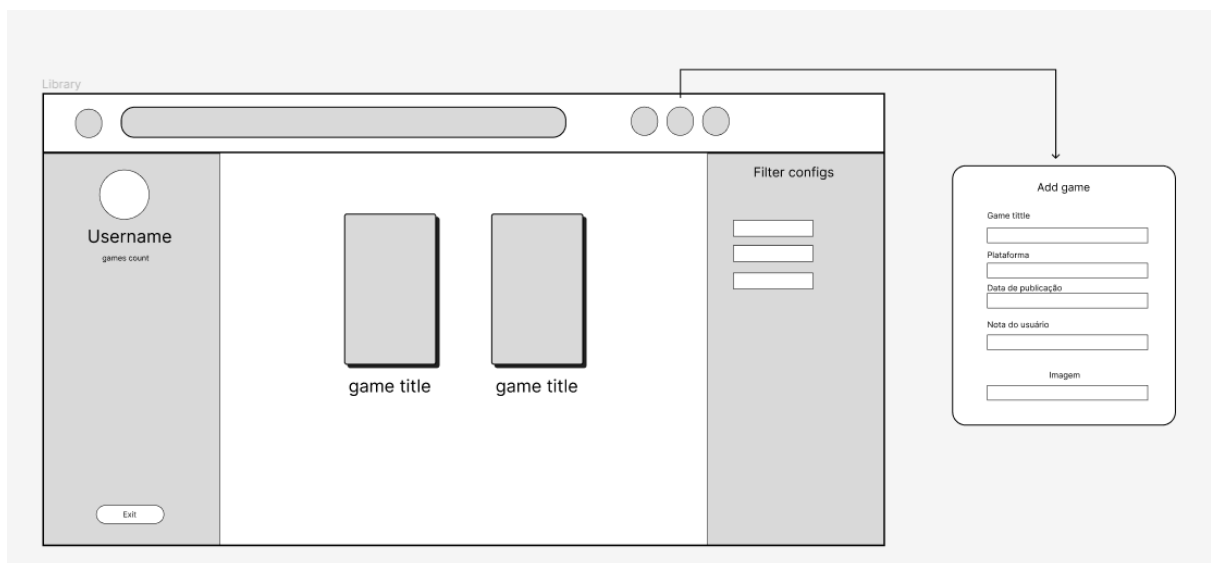 Library
Username
games count
Exit
game title
game title
Filter configs
Add game
Game tittle
Plataforma
Data de publicação
Nota do usuário
Imagem